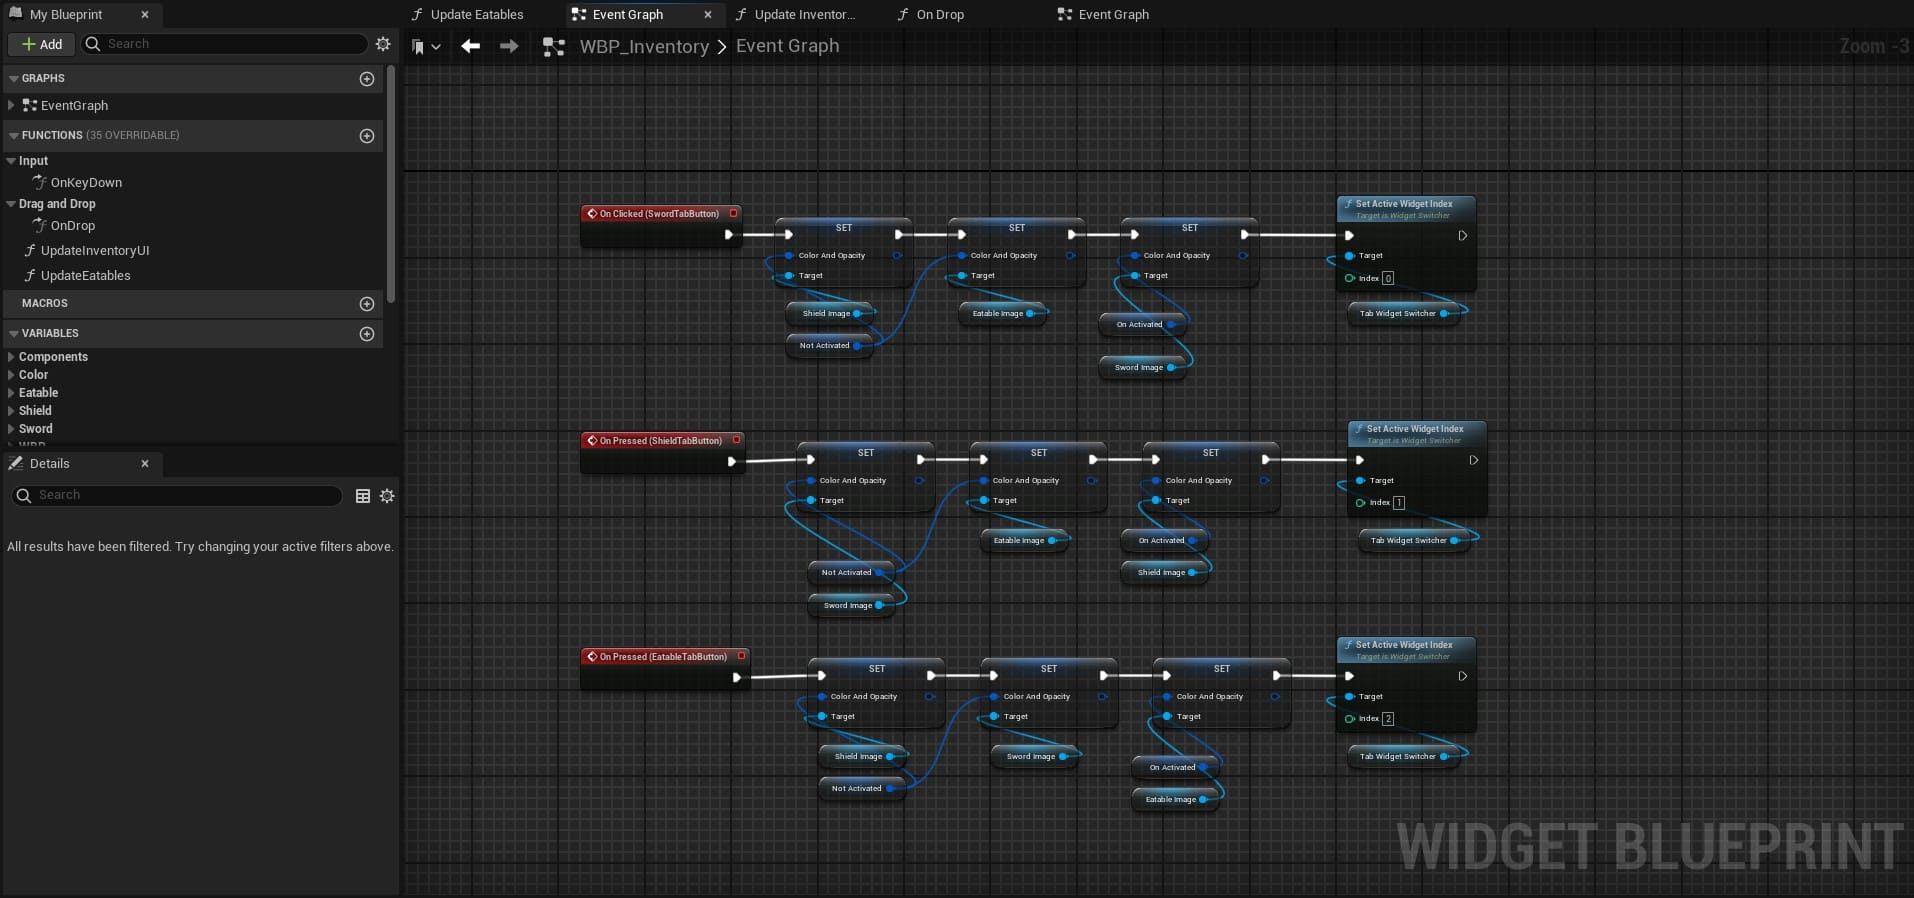 My Blueprint
Add
Search
GRAPHS
EventGraph
FUNCTIONS (35 OVERRIDABLE)
Input
OnKeyDown
Drag and Drop
OnDrop
UpdateInventoryUI
UpdateEatables
MACROS
VARIABLES
Components
Color
Eatable
Shield
Sword
WBP
Details
Search
All results have been filtered. Try changing your active filters above.
Update Eatables
Event Graph
Update Inventor...
On Drop
Event Graph
WBP_Inventory > Event Graph
Zoom -3
On Clicked (SwordTabButton)
SET
Color And Opacity
Target
SET
Color And Opacity
Target
SET
Color And Opacity
Target
Set Active Widget Index
Target is Widget Switcher
Target
Index 0
Shield Image
Not Activated
Eatable Image
On Activated
Sword Image
Tab Widget Switcher
On Pressed (ShieldTabButton)
SET
Color And Opacity
Target
SET
Color And Opacity
Target
SET
Color And Opacity
Target
Set Active Widget Index
Target is Widget Switcher
Target
Index 1
Not Activated
Sword Image
Eatable Image
On Activated
Shield Image
Tab Widget Switcher
On Pressed (EatableTabButton)
SET
Color And Opacity
Target
SET
Color And Opacity
Target
SET
Color And Opacity
Target
Set Active Widget Index
Target is Widget Switcher
Target
Index 2
Shield Image
Not Activated
Sword Image
On Activated
Eatable Image
Tab Widget Switcher
WIDGET BLUEPRINT